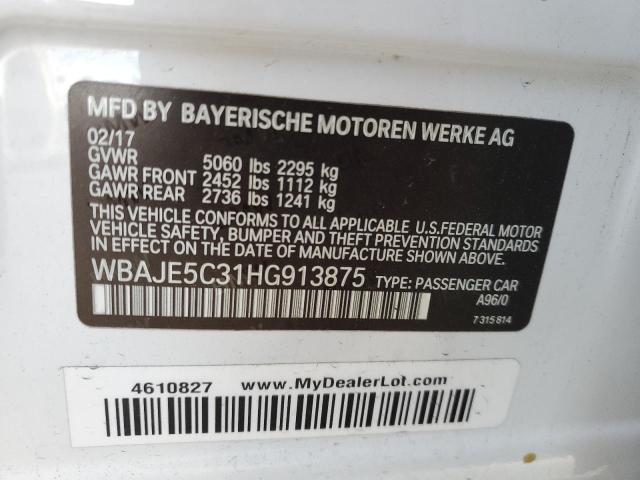 MFD BY BAYERISCHE MOTOREN WERKE AG
02/17
GVWR 5060 lbs 2295 kg
GAWR FRONT 2452 lbs 1112 kg
GAWR REAR 2736 lbs 1241 kg
THIS VEHICLE CONFORMS TO ALL APPLICABLE U.S.FEDERAL MOTOR
VEHICLE SAFETY, BUMPER AND THEFT PREVENTION STANDARDS IN
EFFECT ON THE DATE OF MANUFACTURE SHOWN ABOVE.
WBAJE5C31HG913875 TYPE: PASSENGER CAR
A96/0
7315814
4610827 www.MyDealerLot.com